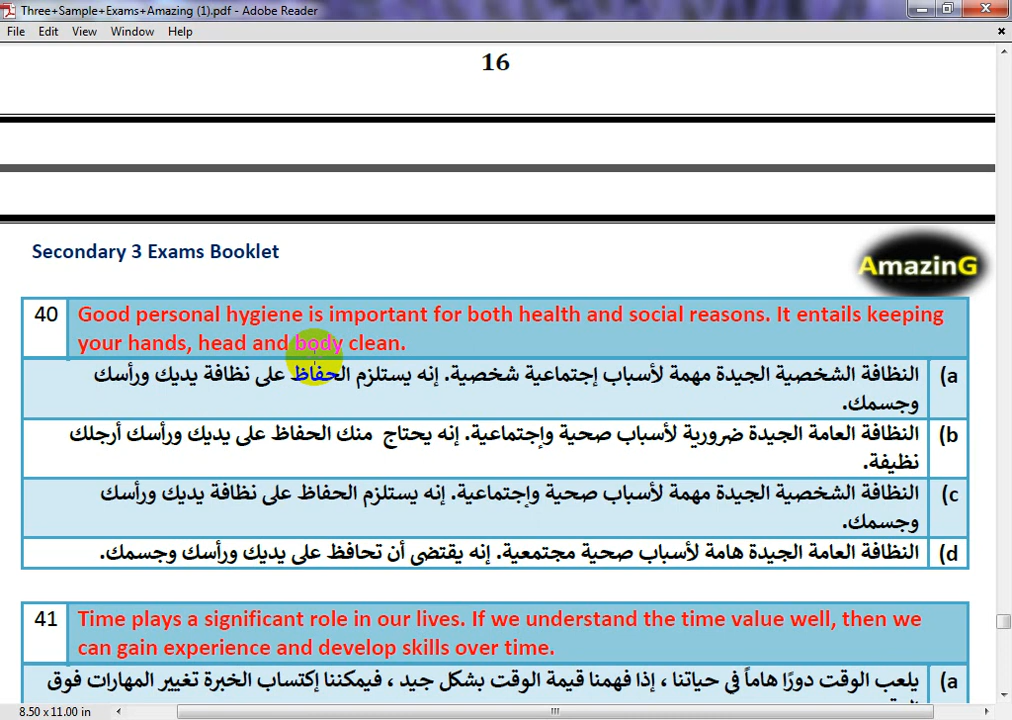 Three+Sample+Exams+Amazing (1).pdf - Adobe Reader
File Edit View Window Help
16
Secondary 3 Exams Booklet
AmazinG
40 Good personal hygiene is important for both health and social reasons. It entails keeping
your hands, head and body clean.
a) النظافة الشخصية الجيدة مهمة لأسباب إجتماعية شخصية. إنه يستلزم الحفاظ على نظافة يديك ورأسك
وجسمك.
b) النظافة العامة الجيدة ضرورية لأسباب صحية وإجتماعية. إنه يحتاج منك الحفاظ على يديك ورأسك أرجلك
نظيفة.
c) النظافة الشخصية الجيدة مهمة لأسباب صحية وإجتماعية. إنه يستلزم الحفاظ على نظافة يديك ورأسك
وجسمك.
d) النظافة العامة الجيدة هامة لأسباب صحية مجتمعية. إنه يقتضى أن تحافظ على يديك ورأسك وجسمك.
41 Time plays a significant role in our lives. If we understand the time value well, then we
can gain experience and develop skills over time.
a) يلعب الوقت دورًا هاماً في حياتنا ، إذا فهمنا قيمة الوقت بشكل جيد ، فيمكننا إكتساب الخبرة تغيير المهارات فوق
8.50 x 11.00 in